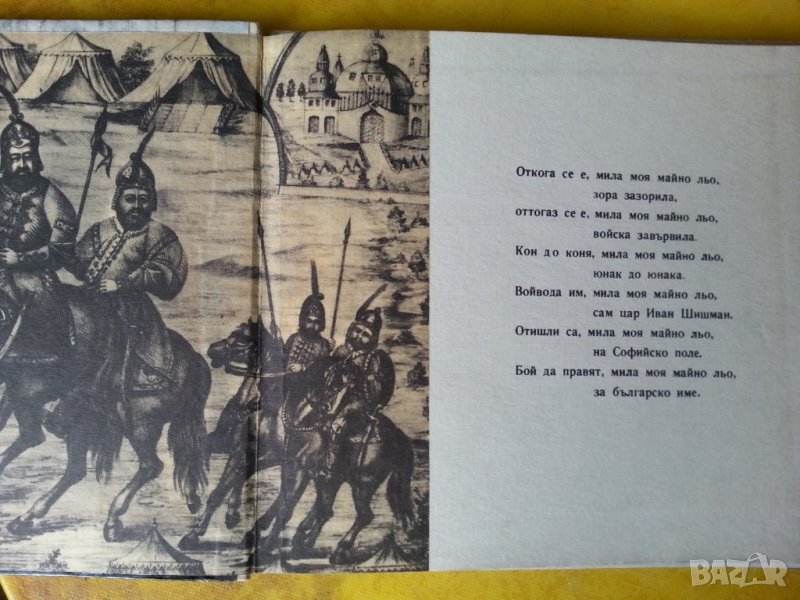 Откога се е, мила моя майно льо,
зора зазорила,
оттогаз се е, мила моя майно льо,
войска завървила.
Кон до коня, мила моя майно льо,
юнак до юнака.
Войвода им, мила моя майно льо,
сам цар Иван Шишман.
Отишли са, мила моя майно льо,
на Софийско поле.
Бой да правят, мила моя майно льо,
за българско име.
BAZAR